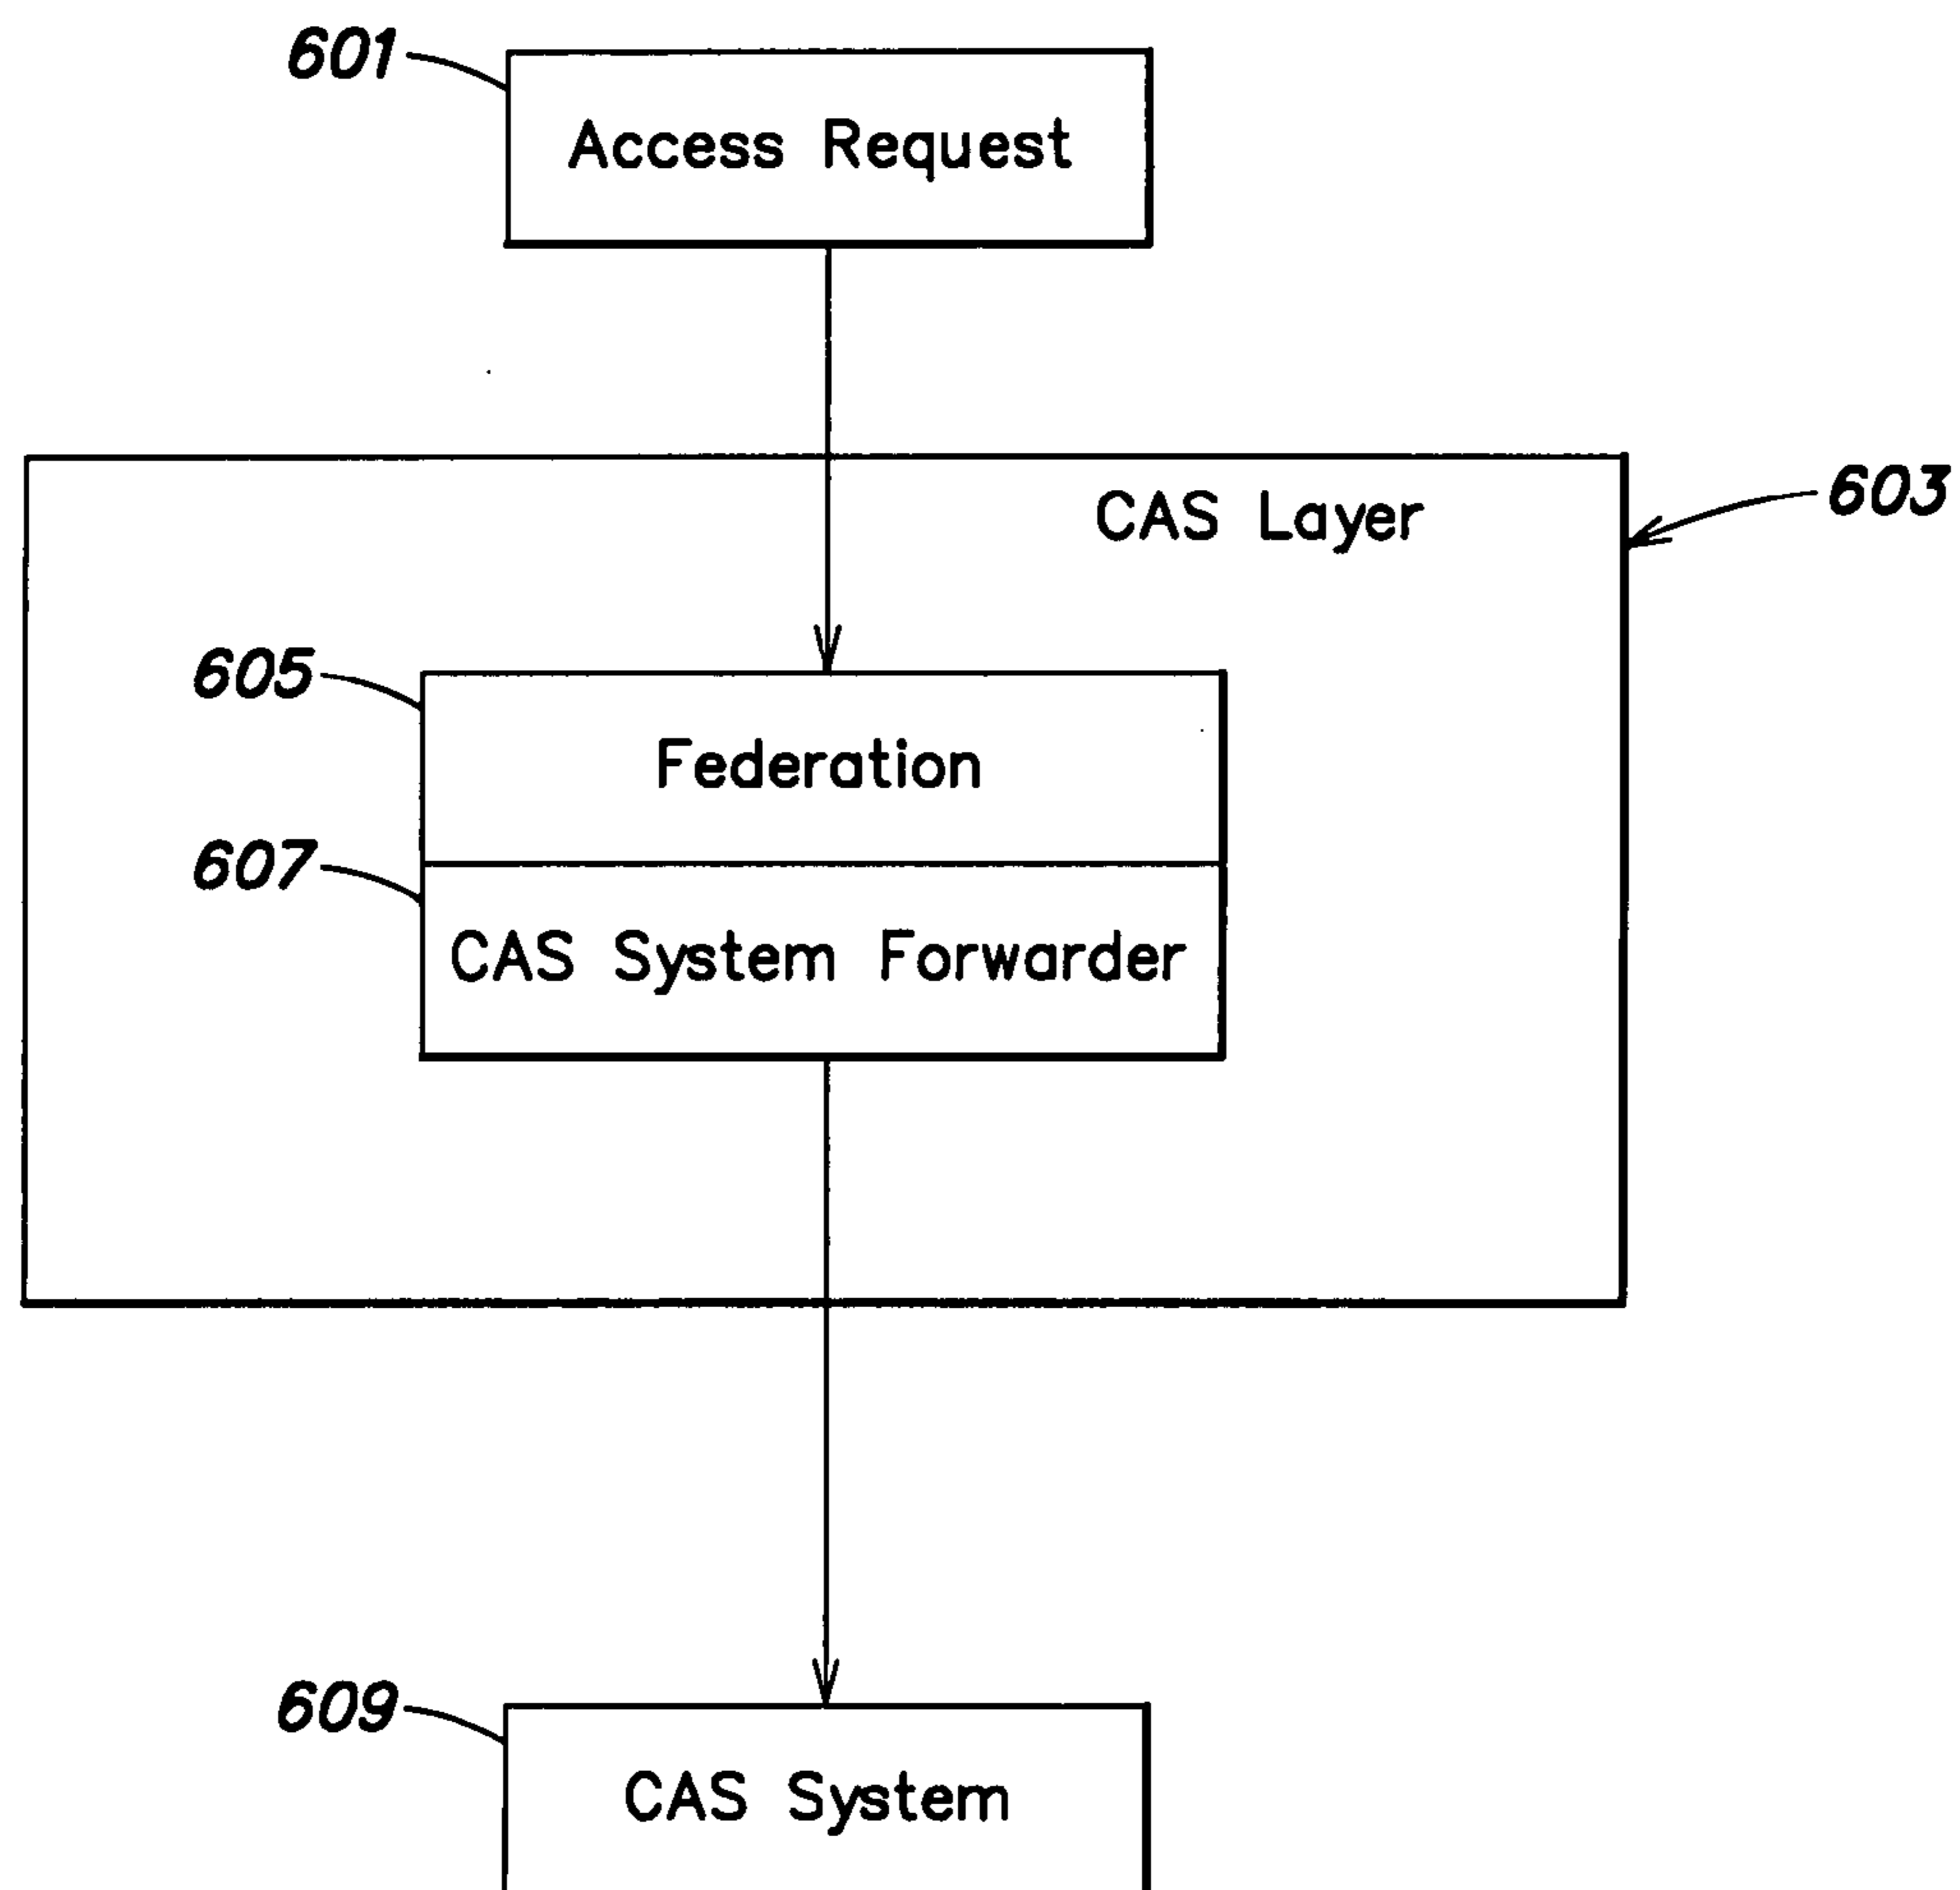 601
Access Request
CAS Layer
603
605
Federation
607
CAS System Forwarder
609
CAS System